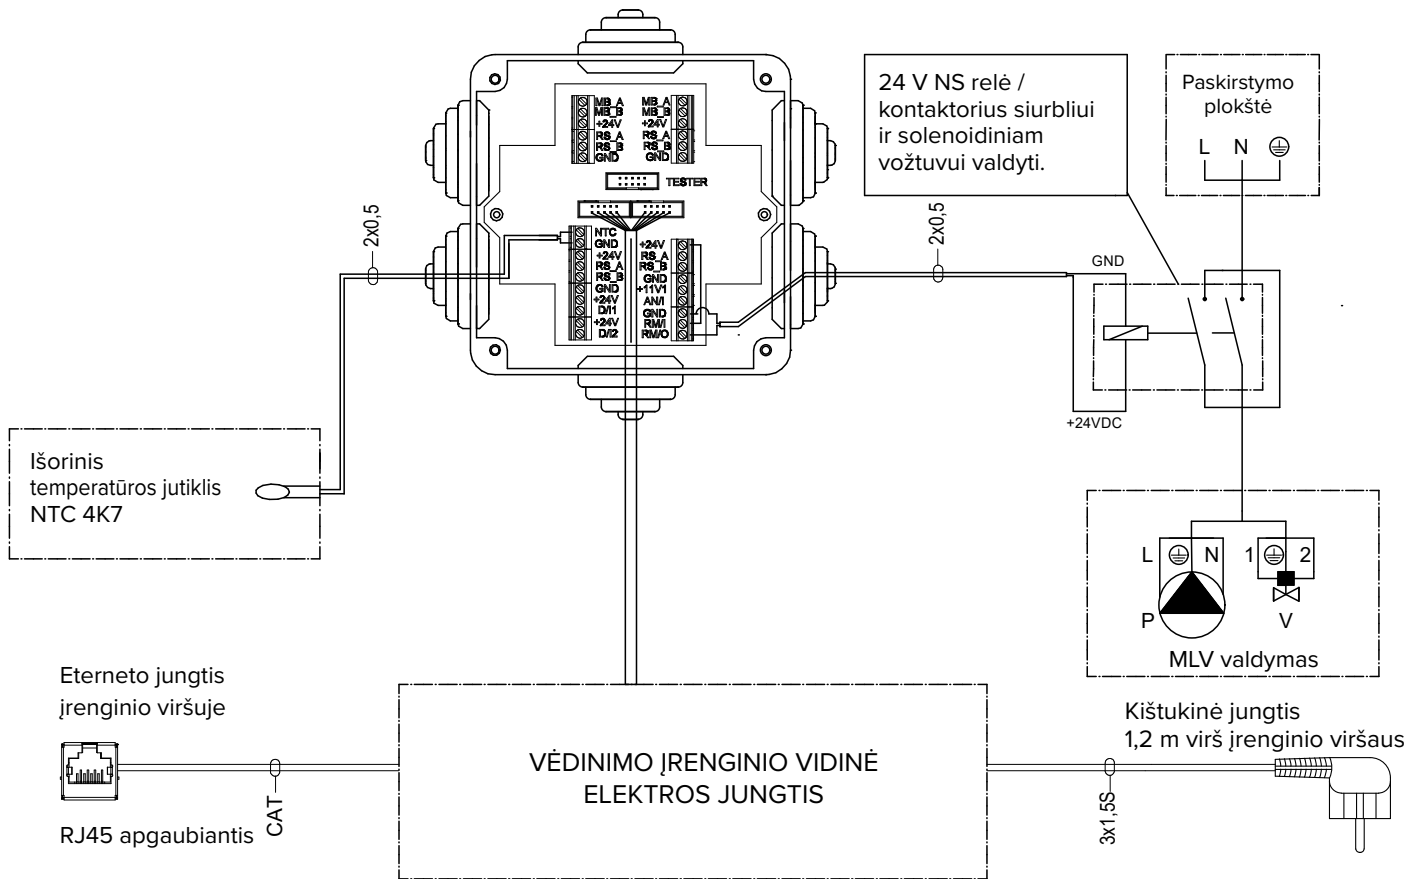 MB_A
MB_B
+24V
RS_A
RS_B
GND
MB_A
MB_B
+24V
RS_A
RS_B
GND
TESTER
NTC
GND
+24V
RS_A
RS_B
GND
+24V
D/I1
+24V
D/I2
+24V
RS_A
RS_B
GND
+11V1
AN/I
GND
RM/I
RM/O
2x0,5
2x0,5
24 V NS relė /
kontaktorius siurbliui
ir solenoidiniam
vožtuvui valdyti.
Paskirstymo
plokštė
L N
GND
+24VDC
Išorinis
temperatūros jutiklis
NTC 4K7
L N 1 2
P V
MLV valdymas
Eterneto jungtis
įrenginio viršuje
RJ45 apgaubiantis
CAT
VĖDINIMO ĮRENGINIO VIDINĖ
ELEKTROS JUNGTIS
Kištukinė jungtis
1,2 m virš įrenginio viršaus
3x1,5S